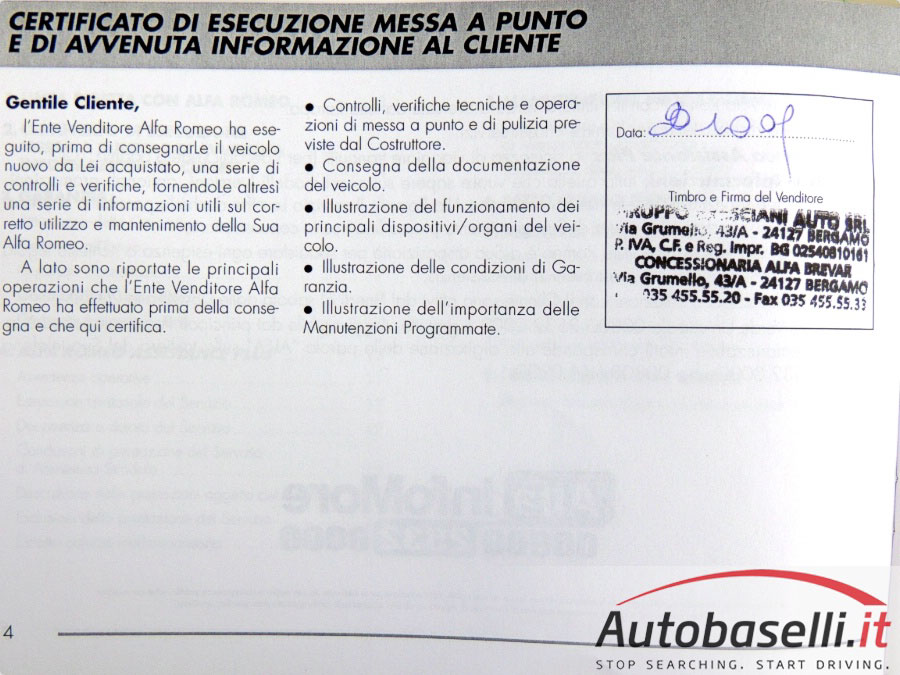 CERTIFICATO DI ESECUZIONE MESSA A PUNTO
E DI AVVENUTA INFORMAZIONE AL CLIENTE
Gentile Cliente,
l'Ente Venditore Alfa Romeo ha ese-
guito, prima di consegnarLe il veicolo
nuovo da Lei acquistato, una serie di
controlli e verifiche, fornendoLe altresì
una serie di informazioni utili sul cor-
retto utilizzo e mantenimento della Sua
Alfa Romeo.
A lato sono riportate le principali
operazioni che l'Ente Venditore Alfa
Romeo ha effettuato prima della conse-
gna e che qui certifica.
● Controlli, verifiche tecniche e opera-
zioni di messa a punto e di pulizia pre-
viste dal Costruttore.
● Consegna della documentazione
del veicolo.
● Illustrazione del funzionamento dei
principali dispositivi/organi del vei-
colo.
● Illustrazione delle condizioni di Ga-
ranzia.
● Illustrazione dell'importanza delle
Manutenzioni Programmate.
Data:
Timbro e Firma del Venditore
GRUPPO BRESCIANI AUTO SRL
Via Grumello, 43/A - 24127 BERGAMO
P. IVA, C.F. e Reg. Impr. BG 02540810161
CONCESSIONARIA ALFA BREVAR
Via Grumello, 43/A - 24127 BERGAMO
035 455.55.20 - Fax 035 455.55.33
4
Autobaselli.it
STOP SEARCHING. START DRIVING.